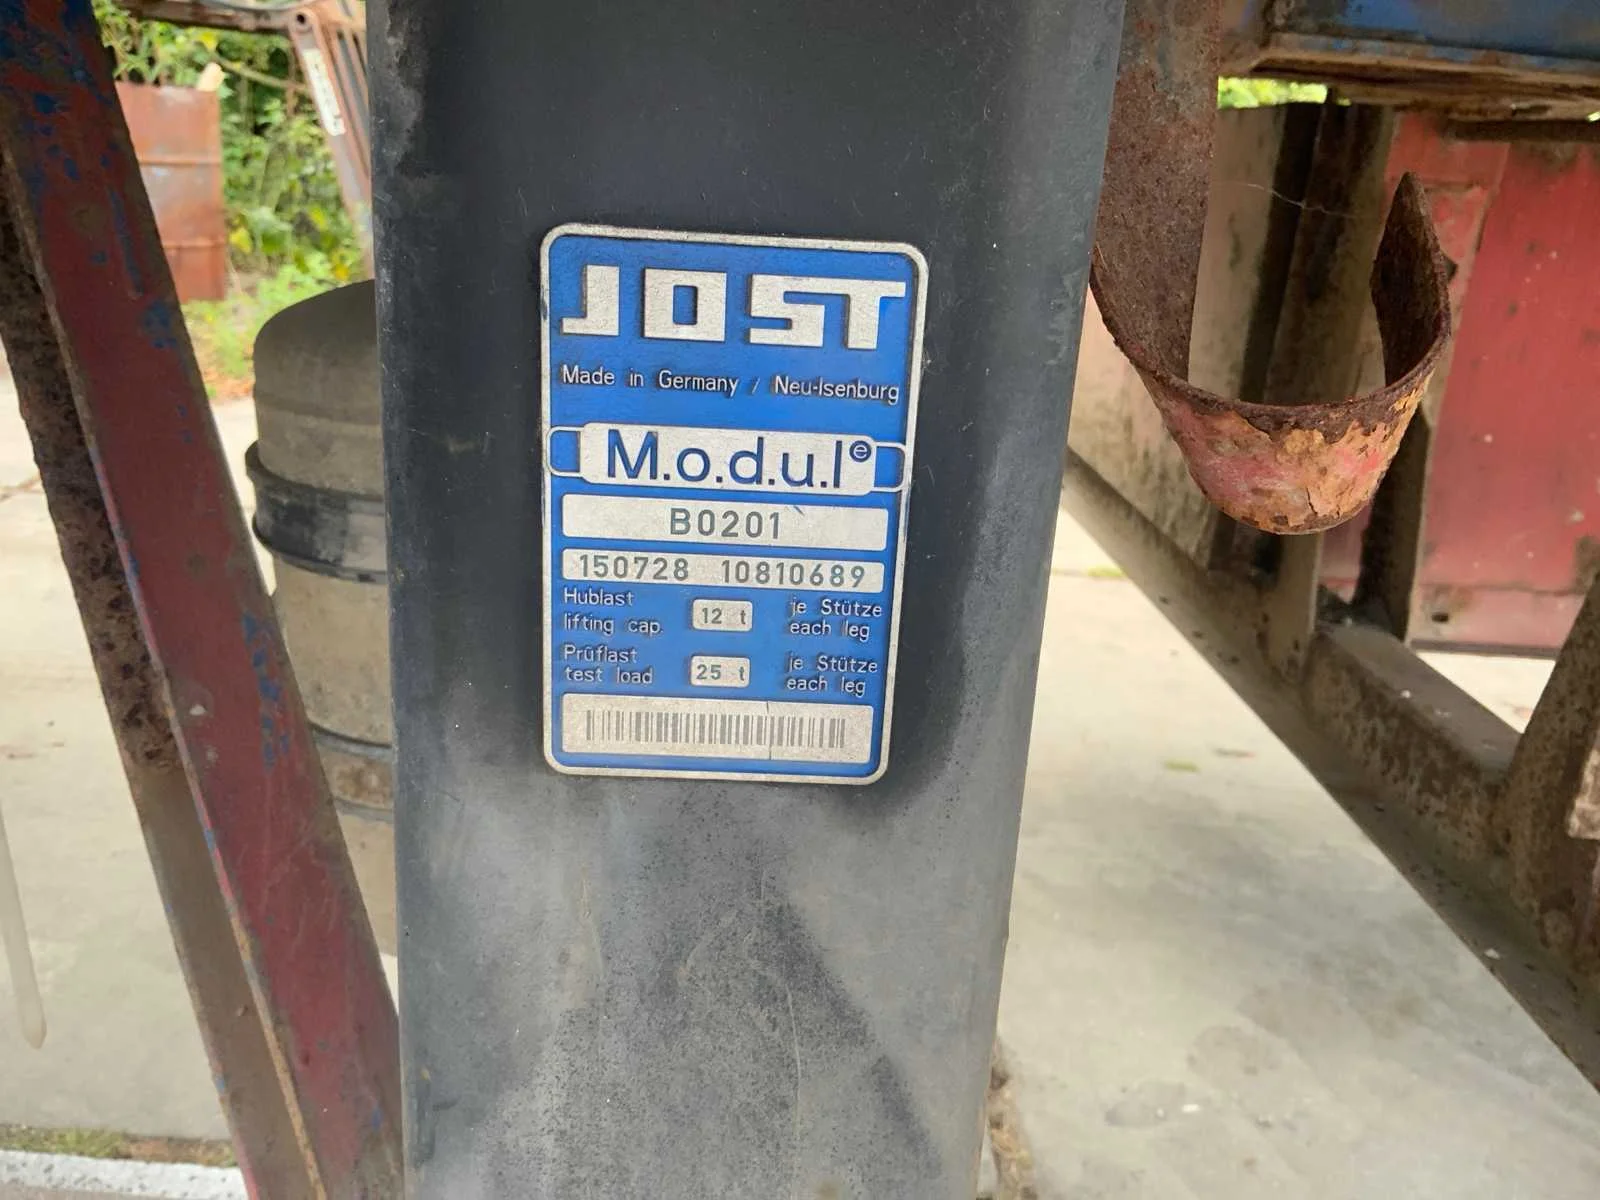 JOST
Made in Germany / Neu-Isenburg
M.o.d.u.l ⓔ
B0201
150728 10810689
Hublast 12 t je Stütze
lifting cap. each leg
Prüflast 25 t je Stütze
test load each leg